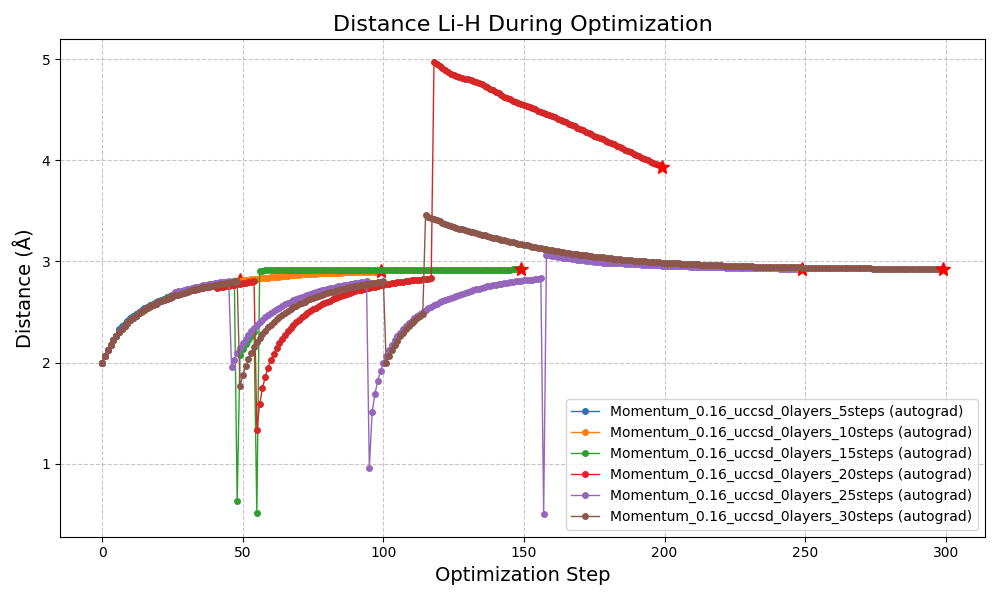 Distance Li-H During Optimization
Distance (Å)
5
4
3
2
1
0
50
100
150
200
250
300
Optimization Step
Momentum_0.16_uccsd_0layers_5steps (autograd)
Momentum_0.16_uccsd_0layers_10steps (autograd)
Momentum_0.16_uccsd_0layers_15steps (autograd)
Momentum_0.16_uccsd_0layers_20steps (autograd)
Momentum_0.16_uccsd_0layers_25steps (autograd)
Momentum_0.16_uccsd_0layers_30steps (autograd)